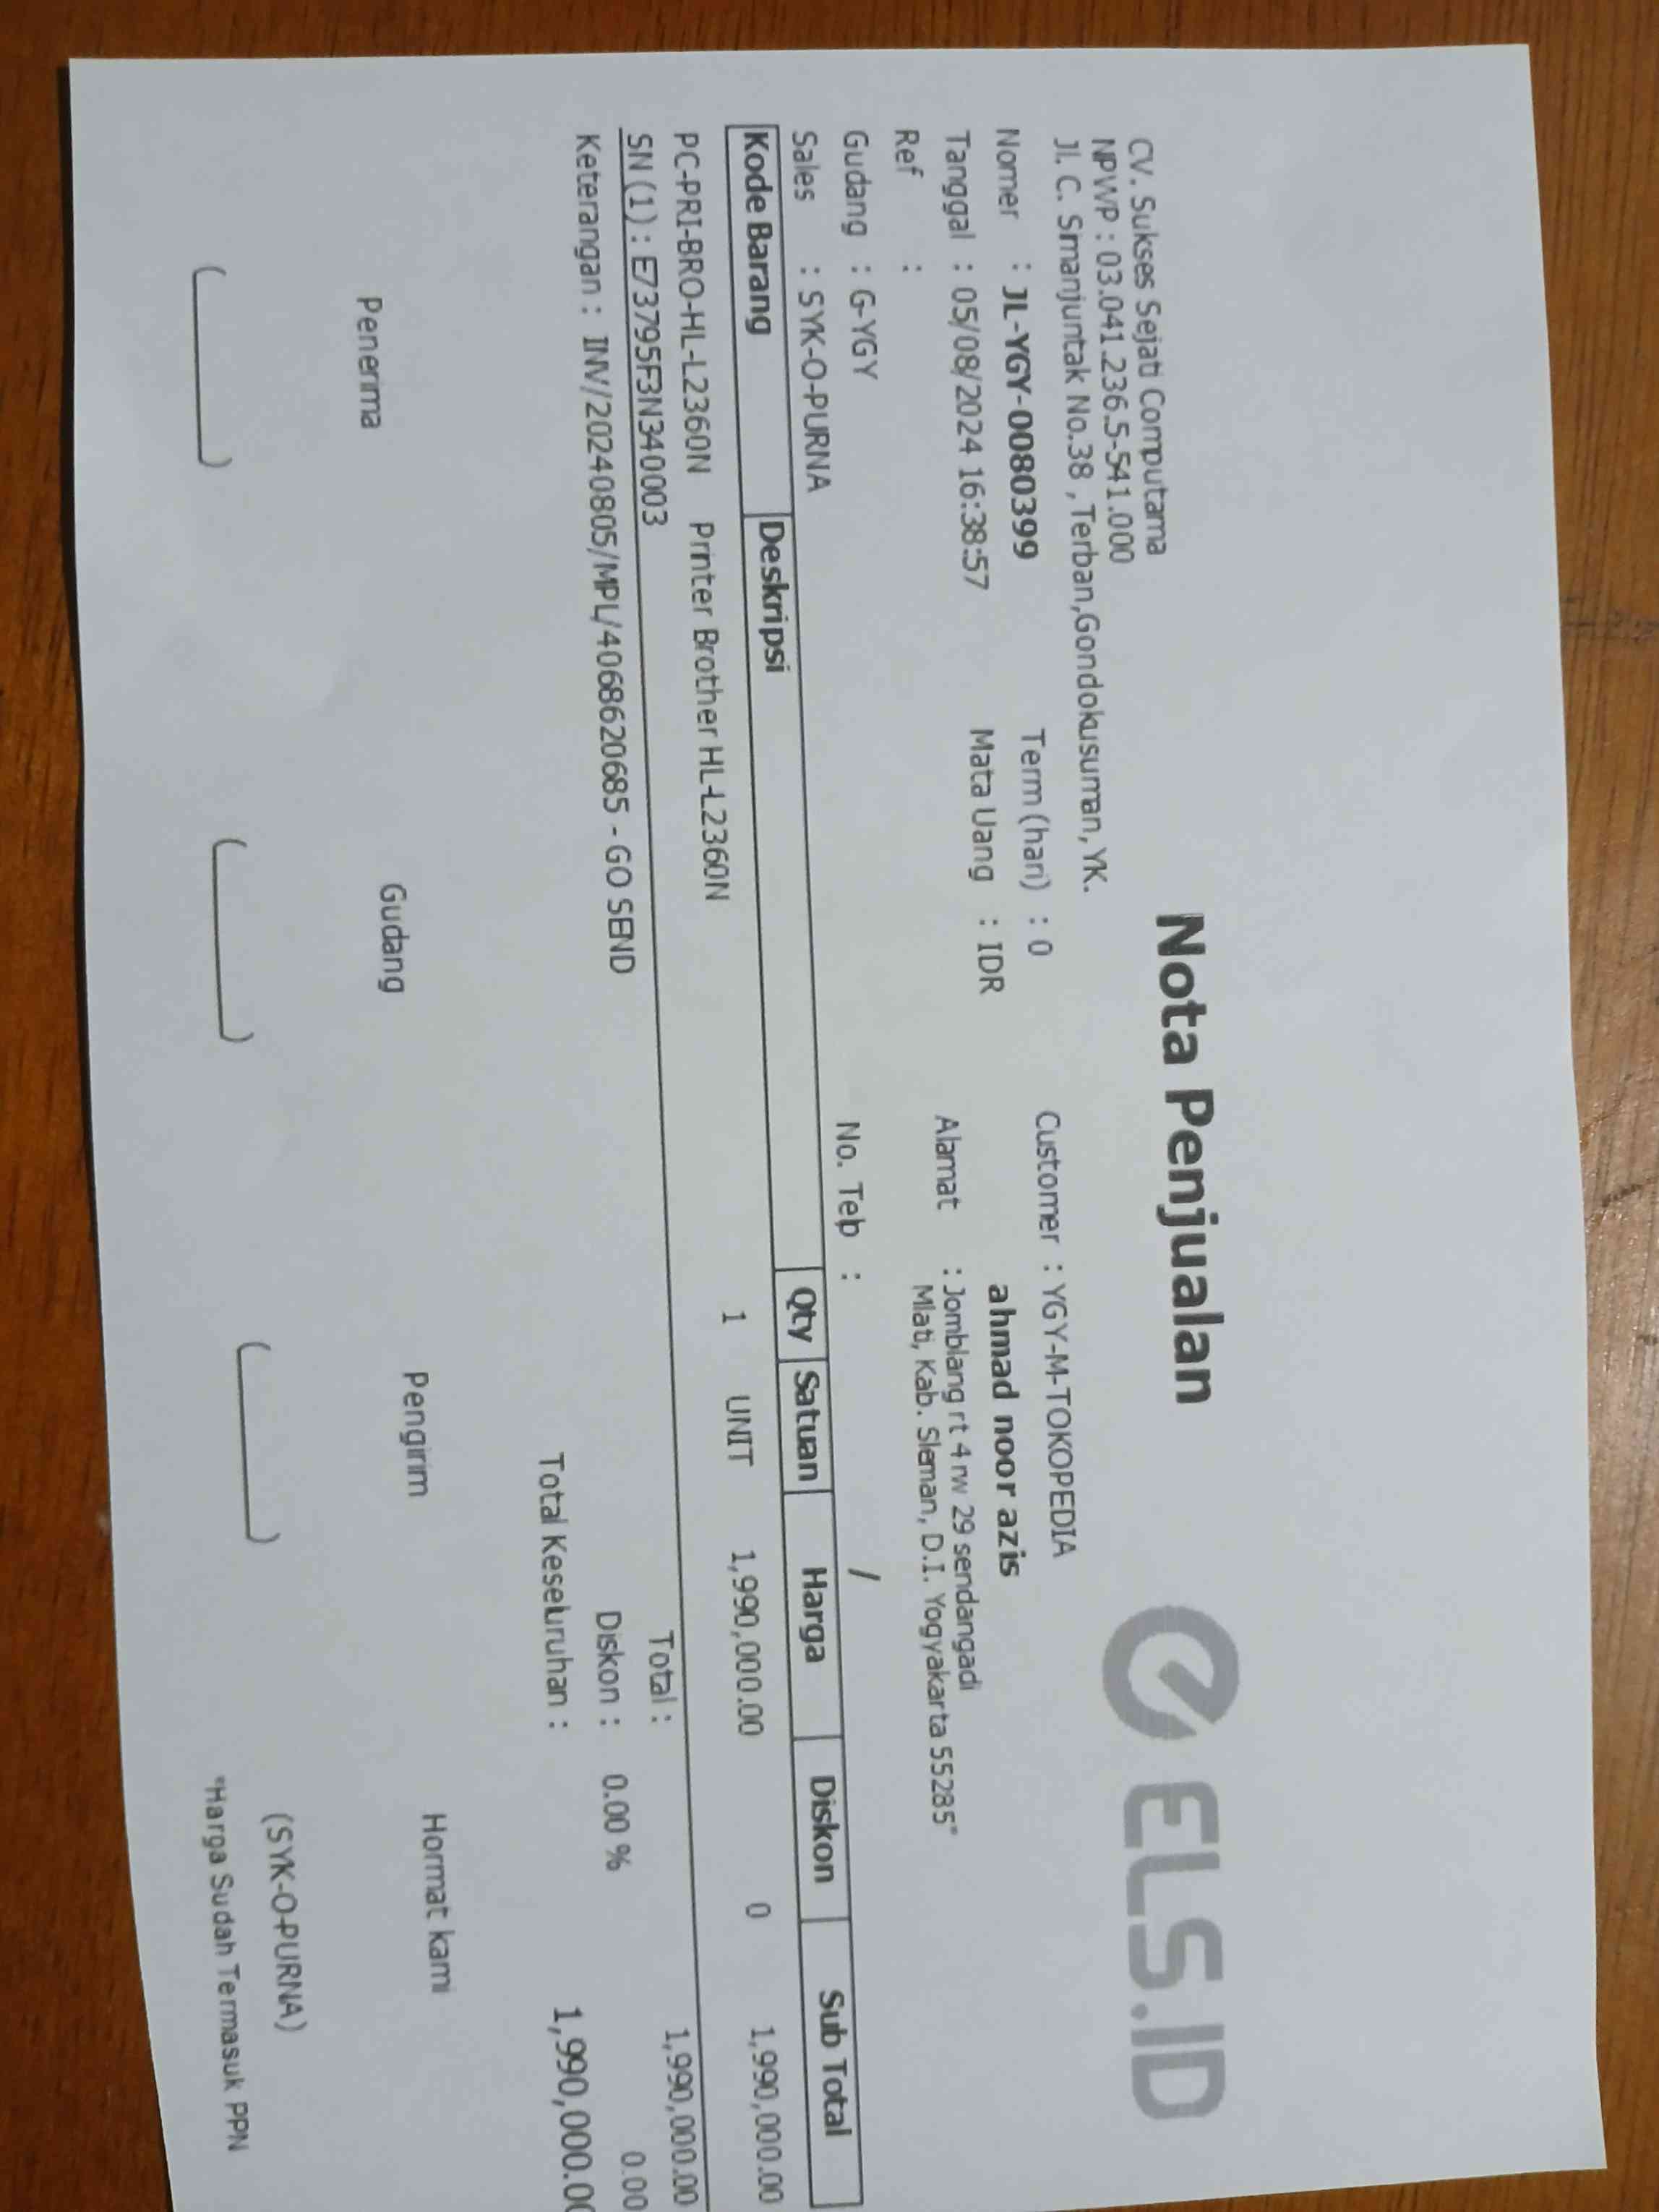 Nota Penjualan
ELS.ID
CV. Sukses Sejati Computama
NPWP : 03.041.236.5-541.000
Jl. C. Smanjuntak No.38 , Terban,Gondokusuman, YK.
Nomer : JL-YGY-0080399 Term (hari) : 0 Customer : YGY-M-TOKOPEDIA
Tanggal : 05/08/2024 16:38:57 Mata Uang : IDR ahmad noor azis
Ref : Alamat : Jomblang rt 4 rw 29 sendangadi
Mlati, Kab. Sleman, D.I. Yogyakarta 55285"
Gudang : G-YGY
Sales : SYK-O-PURNA No. Telp : /
Kode Barang Deskripsi Qty Satuan Harga Diskon Sub Total
PC-PRI-BRO-HL-L2360N Printer Brother HL-L2360N 1 UNIT 1,990,000.00 0 1,990,000.00
SN (1) : E73795F3N340003 Total : 1,990,000.00
Keterangan : INV/20240805/MPL/4068620685 - GO SEND Diskon : 0.00 % 0.00
Total Keseluruhan : 1,990,000.00
Penerima Gudang Pengirim Hormat kami
( ) ( ) ( ) (SYK-O-PURNA)
*Harga Sudah Termasuk PPN